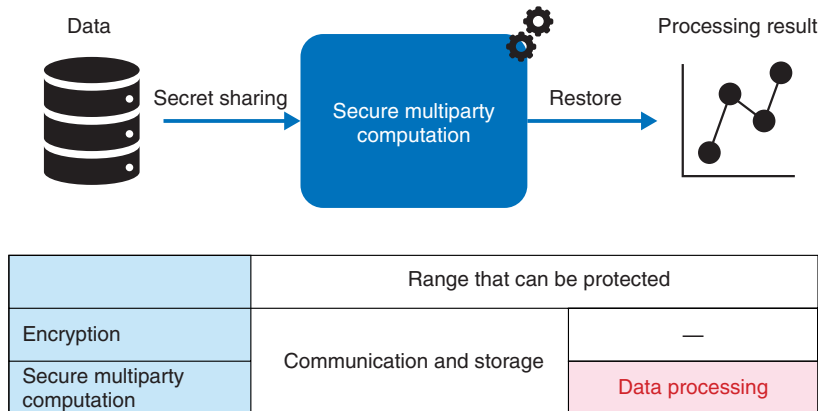 Data
Processing result
Secret sharing
Secure multiparty
computation
Restore
Range that can be protected
Encryption
Communication and storage
—
Secure multiparty
computation
Data processing